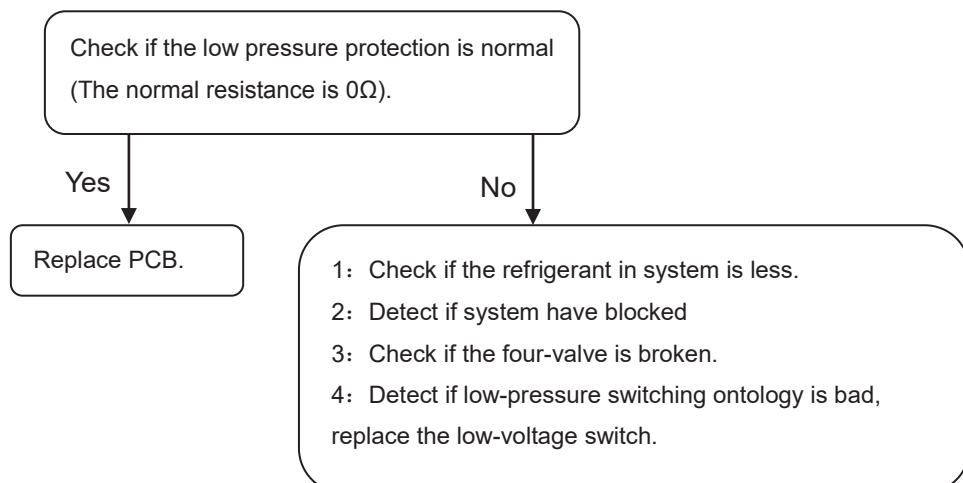 Check if the low pressure protection is normal
(The normal resistance is 0Ω).
Yes
No
Replace PCB.
1：Check if the refrigerant in system is less.
2：Detect if system have blocked
3：Check if the four-valve is broken.
4：Detect if low-pressure switching ontology is bad,
replace the low-voltage switch.